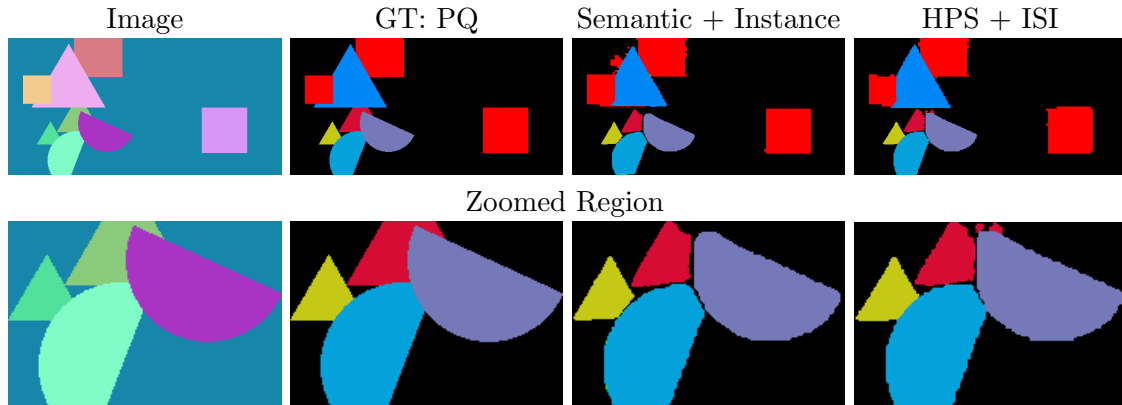 Image GT: PQ Semantic + Instance HPS + ISI
Zoomed Region